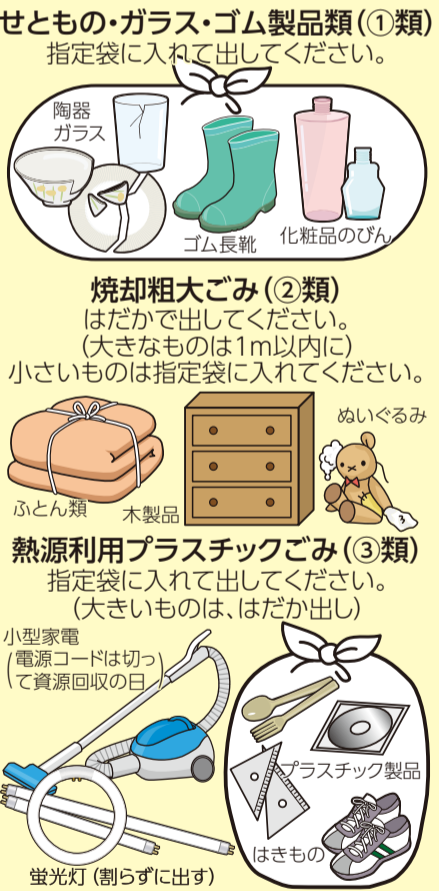 せともの・ガラス・ゴム製品類(①類)
指定袋に入れて出してください。
陶器
ガラス
ゴム長靴
化粧品のびん
焼却粗大ごみ(②類)
はだかで出してください。
(大きなものは1m以内に)
小さいものは指定袋に入れてください。
ぬいぐるみ
ふとん類
木製品
熱源利用プラスチックごみ(③類)
指定袋に入れて出してください。
(大きいものは、はだか出し)
小型家電
(電源コードは切っ
て資源回収の日)
プラスチック製品
はきもの
蛍光灯(割らずに出す)